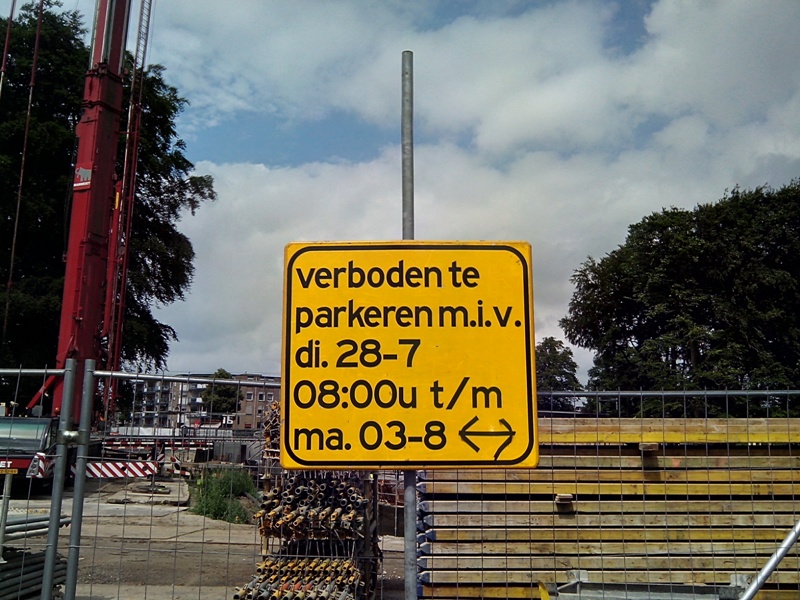 verboden te
parkeren m.i.v.
di. 28-7
08:00u t/m
ma. 03-8 <->